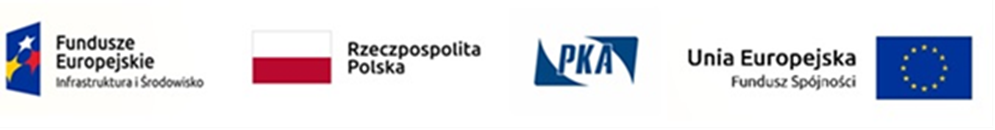 Fundusze
Europejskie
Infrastruktura i Środowisko
Rzeczpospolita
Polska
PKA
Unia Europejska
Fundusz Spójności